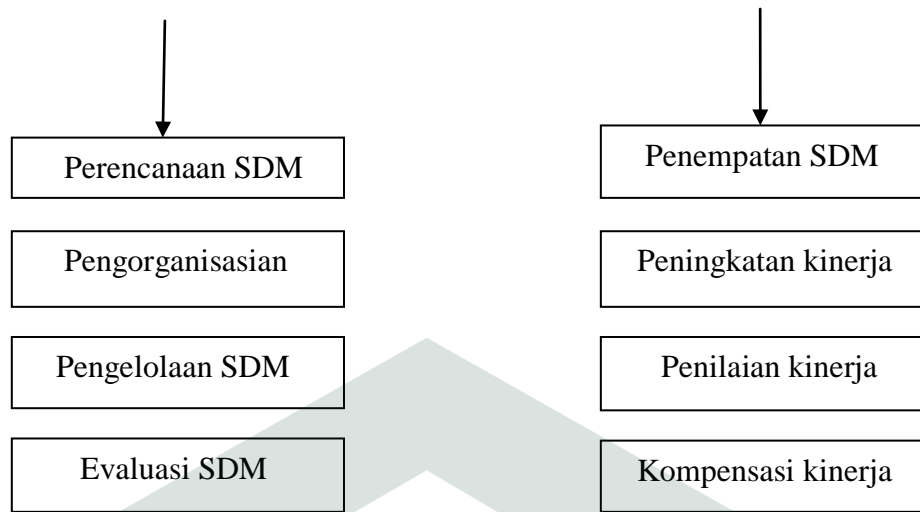 Perencanaan SDM
Pengorganisasian
Pengelolaan SDM
Evaluasi SDM
Penempatan SDM
Peningkatan kinerja
Penilaian kinerja
Kompensasi kinerja